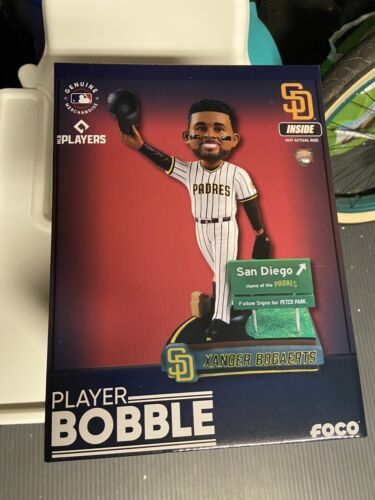 GENUINE
MERCHANDISE
MLB
PLAYERS
SD
INSIDE
NOT ACTUAL SIZE
PADRES
San Diego
Home of the PADRES
Follow Signs for PETCO PARK
SD
XANDER BOGAERTS
PLAYER
BOBBLE
FOCO